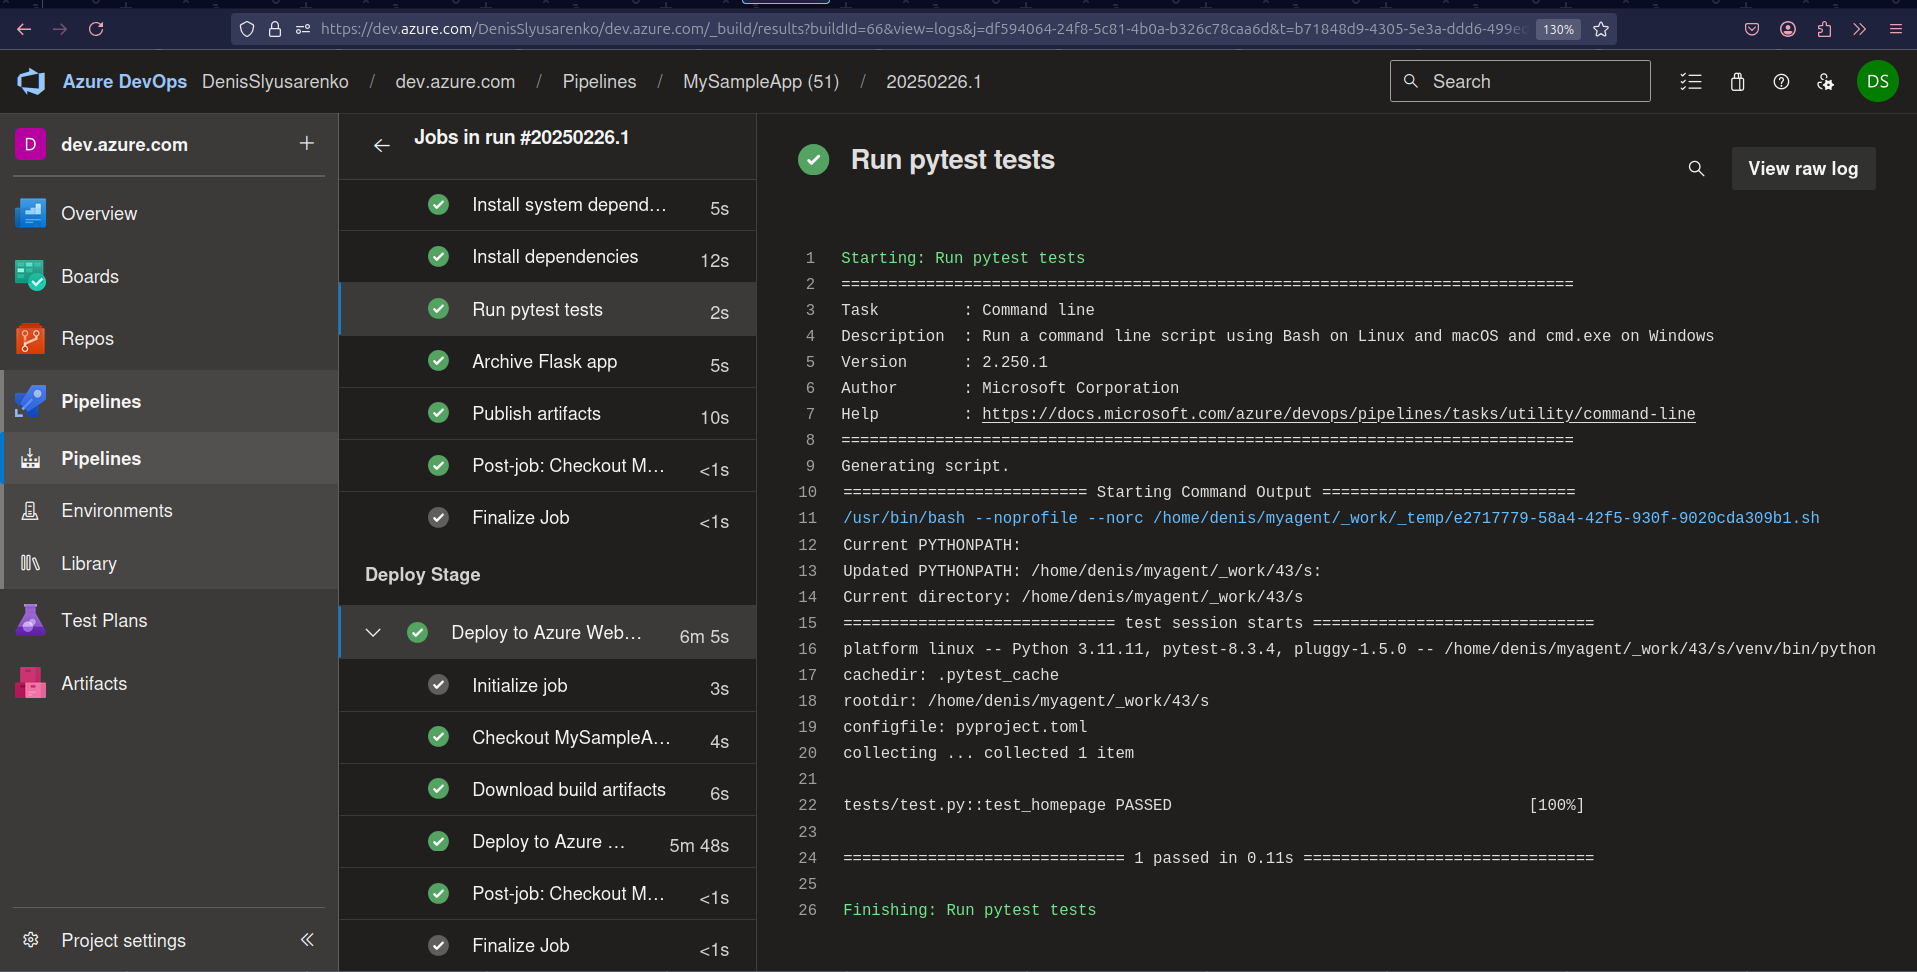 https://dev.azure.com/DenisSlyusarenko/dev.azure.com/_build/results?buildId=66&view=logs&j=df594064-24f8-5c81-4b0a-b326c78caa6d&t=b71848d9-4305-5e3a-ddd6-499ec 130%
Azure DevOps DenisSlyusarenko / dev.azure.com / Pipelines / MySampleApp (51) / 20250226.1 Search DS
D dev.azure.com +
Overview
Boards
Repos
Pipelines
Pipelines
Environments
Library
Test Plans
Artifacts
Project settings
Jobs in run #20250226.1
Install system depend... 5s
Install dependencies 12s
Run pytest tests 2s
Archive Flask app 5s
Publish artifacts 10s
Post-job: Checkout M... <1s
Finalize Job <1s
Deploy Stage
Deploy to Azure Web... 6m 5s
Initialize job 3s
Checkout MySampleA... 4s
Download build artifacts 6s
Deploy to Azure ... 5m 48s
Post-job: Checkout M... <1s
Finalize Job <1s
Run pytest tests
View raw log
1 Starting: Run pytest tests
2 ==============================================================================
3 Task         : Command line
4 Description  : Run a command line script using Bash on Linux and macOS and cmd.exe on Windows
5 Version      : 2.250.1
6 Author       : Microsoft Corporation
7 Help         : https://docs.microsoft.com/azure/devops/pipelines/tasks/utility/command-line
8 ==============================================================================
9 Generating script.
10 ========================== Starting Command Output ===========================
11 /usr/bin/bash --noprofile --norc /home/denis/myagent/_work/_temp/e2717779-58a4-42f5-930f-9020cda309b1.sh
12 Current PYTHONPATH:
13 Updated PYTHONPATH: /home/denis/myagent/_work/43/s:
14 Current directory: /home/denis/myagent/_work/43/s
15 ============================= test session starts ==============================
16 platform linux -- Python 3.11.11, pytest-8.3.4, pluggy-1.5.0 -- /home/denis/myagent/_work/43/s/venv/bin/python
17 cachedir: .pytest_cache
18 rootdir: /home/denis/myagent/_work/43/s
19 configfile: pyproject.toml
20 collecting ... collected 1 item
21
22 tests/test.py::test_homepage PASSED                                      [100%]
23
24 ============================== 1 passed in 0.11s ===============================
25
26 Finishing: Run pytest tests